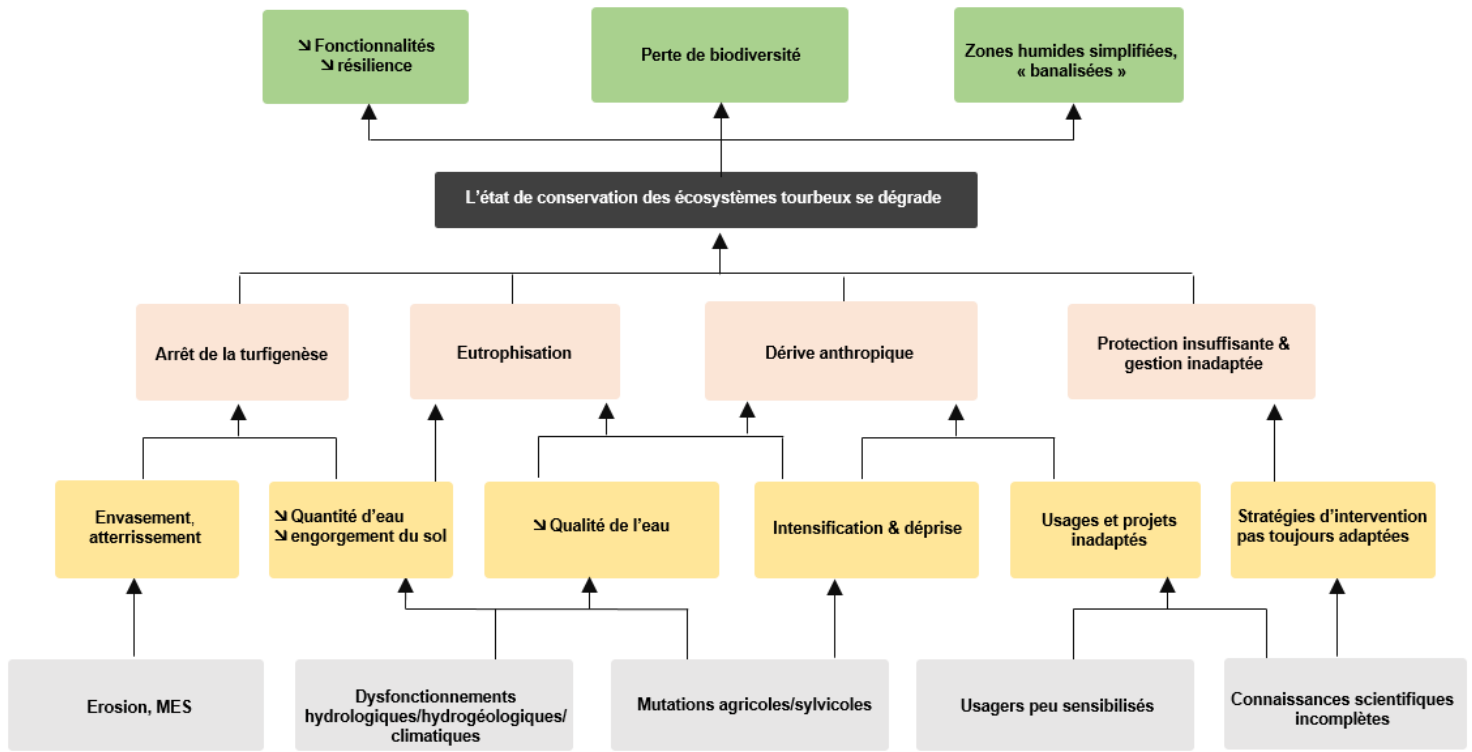 ↘ Fonctionnalités
↘ résilience
Perte de biodiversité
Zones humides simplifiées,
« banalisées »
L'état de conservation des écosystèmes tourbeux se dégrade
Arrêt de la turfigenèse
Eutrophisation
Dérive anthropique
Protection insuffisante &
gestion inadaptée
Envasement,
atterrissement
↘ Quantité d'eau
↘ engorgement du sol
↘ Qualité de l'eau
Intensification & déprise
Usages et projets
inadaptés
Stratégies d'intervention
pas toujours adaptées
Erosion, MES
Dysfonctionnements
hydrologiques/hydrogéologiques/
climatiques
Mutations agricoles/sylvicoles
Usagers peu sensibilisés
Connaissances scientifiques
incomplètes